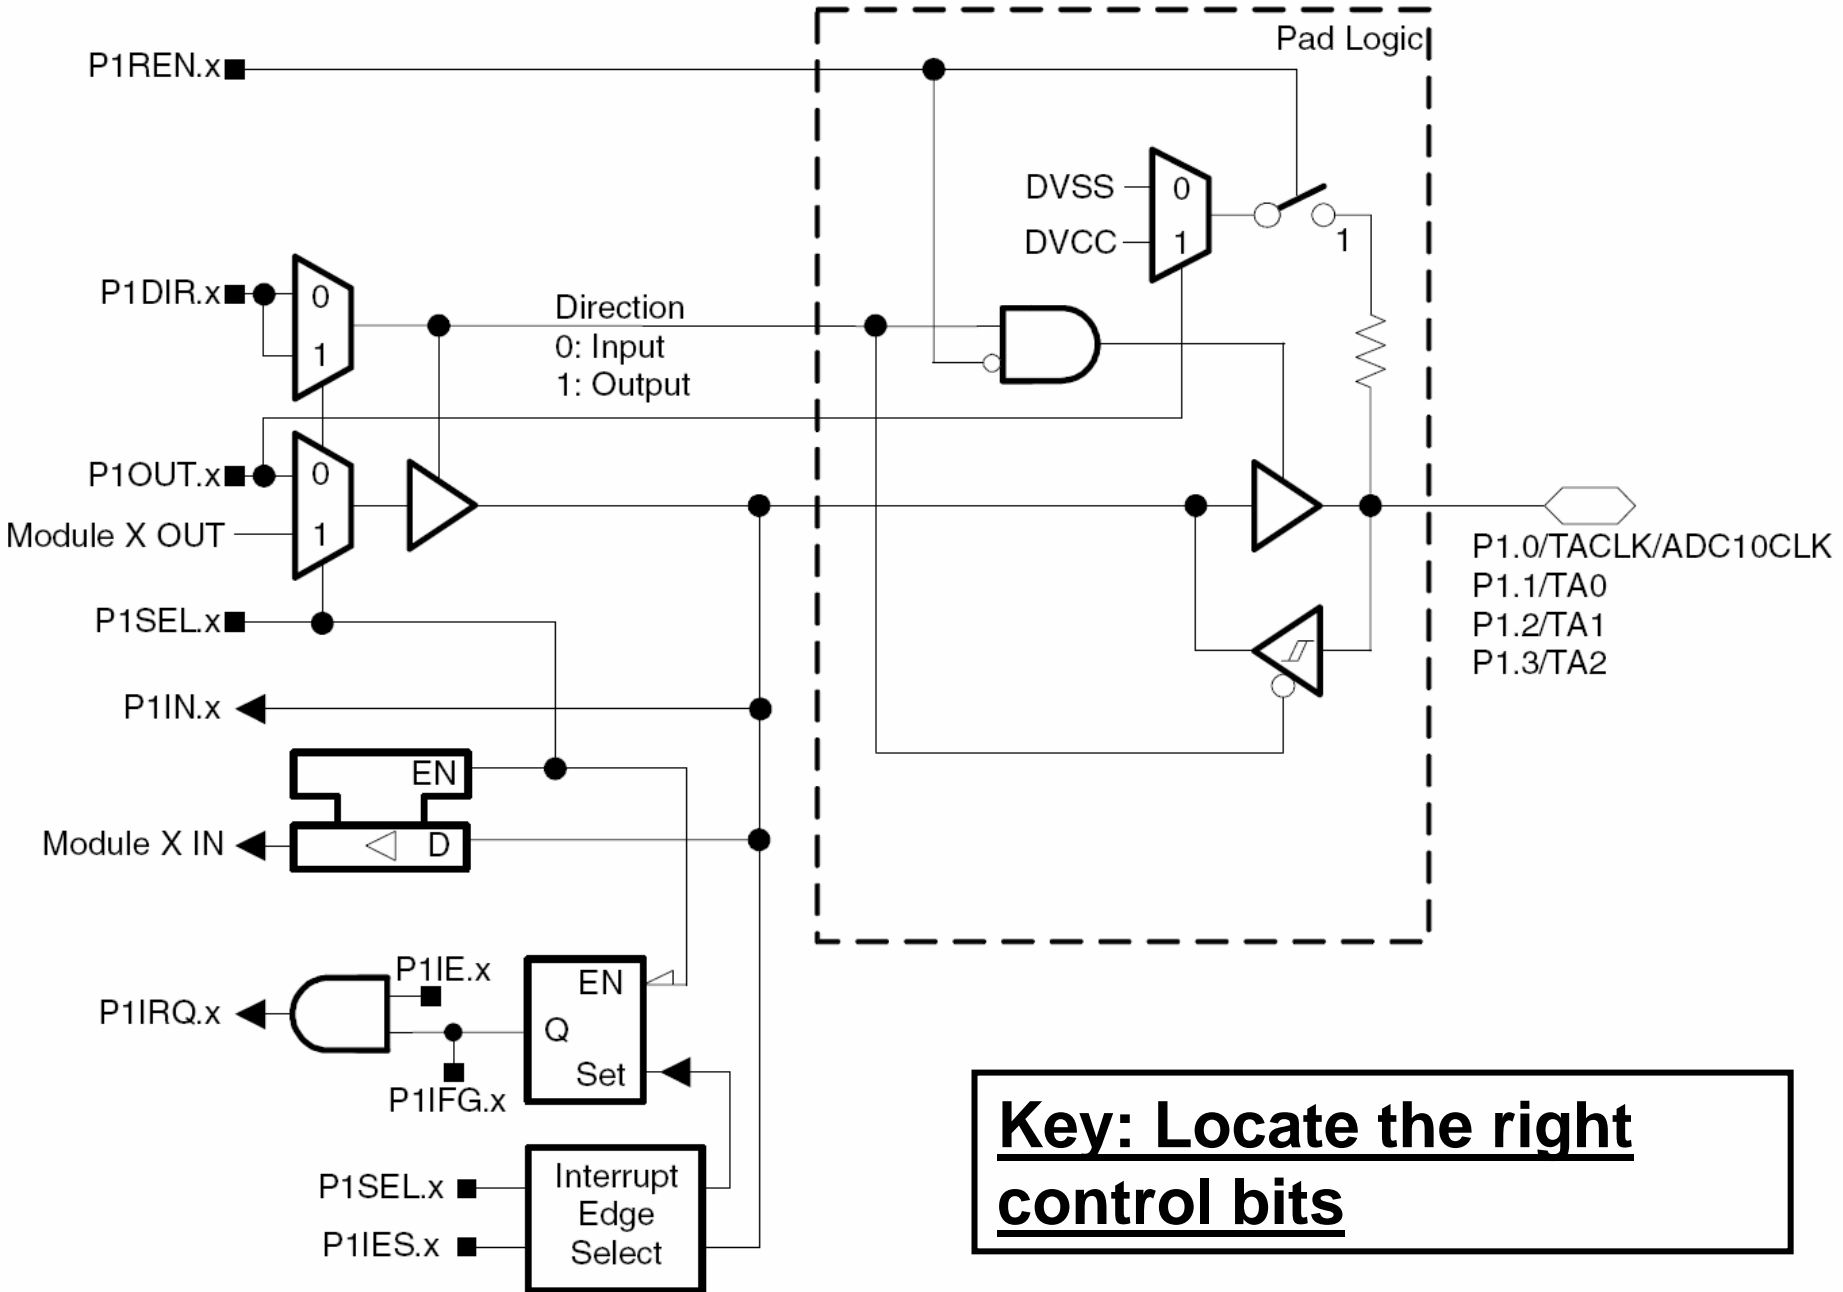 Pad Logic
P1REN.x
DVSS
0
DVCC
1
1
P1DIR.x
0
1
Direction
0: Input
1: Output
P1OUT.x
0
Module X OUT
1
P1.0/TACLK/ADC10CLK
P1.1/TA0
P1.2/TA1
P1.3/TA2
P1SEL.x
P1IN.x
EN
Module X IN
D
P1IE.x
EN
P1IRQ.x
Q
Set
P1IFG.x
P1SEL.x
P1IES.x
Interrupt
Edge
Select
Key: Locate the right
control bits